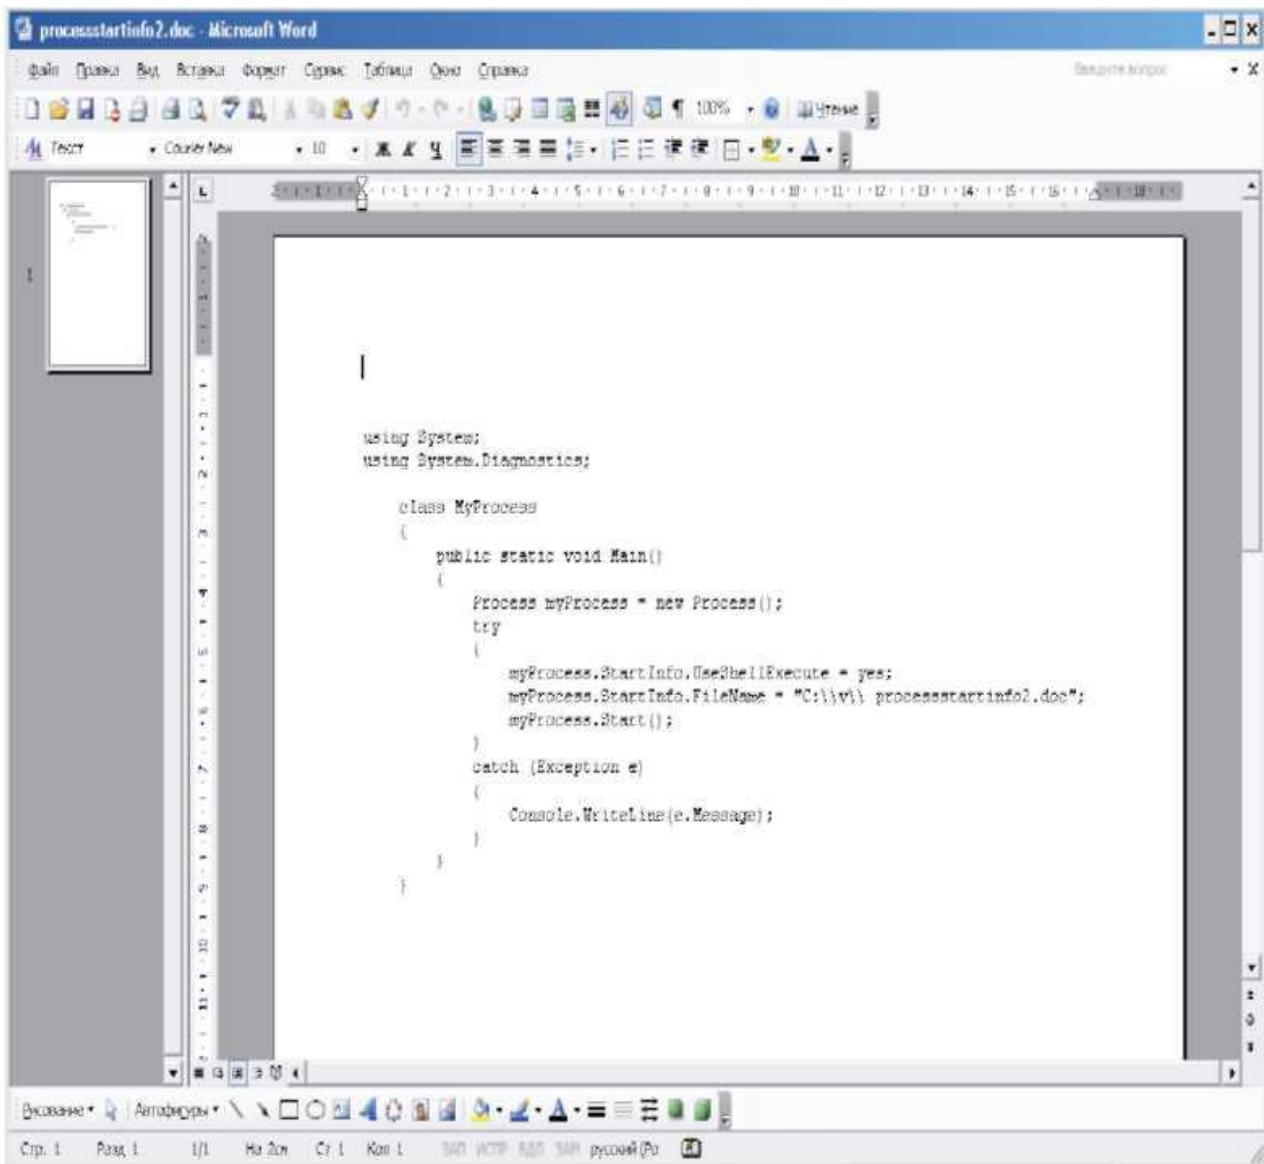 processstartinfo2.doc - Microsoft Word
Файл Правка Вид Вставка Формат Сервис Таблица Окно Справка Введите вопрос
100% Чтение
Текст Courier New 10 Ж К Ч
1
using System;
using System.Diagnostics;
class MyProcess
{
public static void Main()
{
Process myProcess = new Process();
try
{
myProcess.StartInfo.UseShellExecute = yes;
myProcess.StartInfo.FileName = "C:\\v\\ processstartinfo2.doc";
myProcess.Start();
}
catch (Exception e)
{
Console.WriteLine(e.Message);
}
}
}
Рисование Автофигуры
Стр. 1 Разд 1 1/1 На 2см Ст 1 Кол 1 ЗАП ИСПР ВДЛ ЗАМ русский (Ро